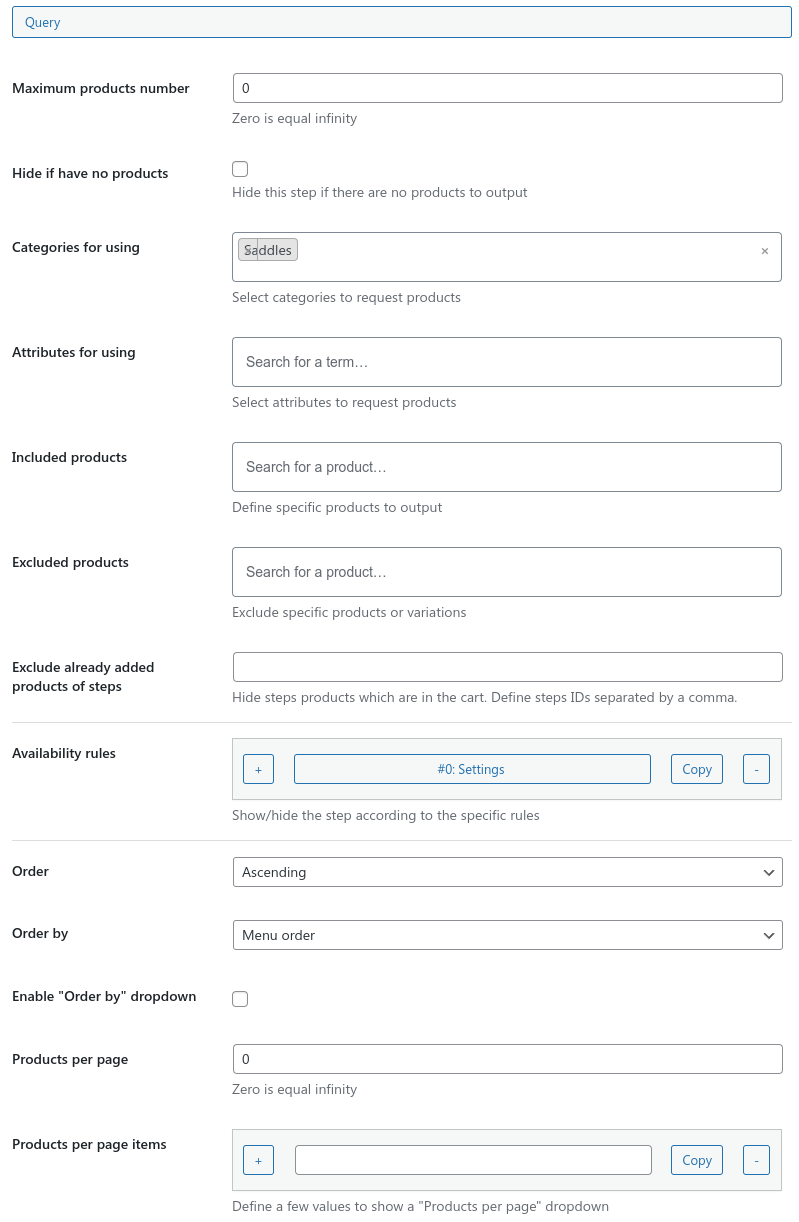 Query
Maximum products number
0
Zero is equal infinity
Hide if have no products
Hide this step if there are no products to output
Categories for using
Saddles
×
Select categories to request products
Attributes for using
Search for a term…
Select attributes to request products
Included products
Search for a product…
Define specific products to output
Excluded products
Search for a product…
Exclude specific products or variations
Exclude already added
products of steps
Hide steps products which are in the cart. Define steps IDs separated by a comma.
Availability rules
+ #0: Settings Copy -
Show/hide the step according to the specific rules
Order
Ascending
Order by
Menu order
Enable "Order by" dropdown
Products per page
0
Zero is equal infinity
Products per page items
+ Copy -
Define a few values to show a "Products per page" dropdown